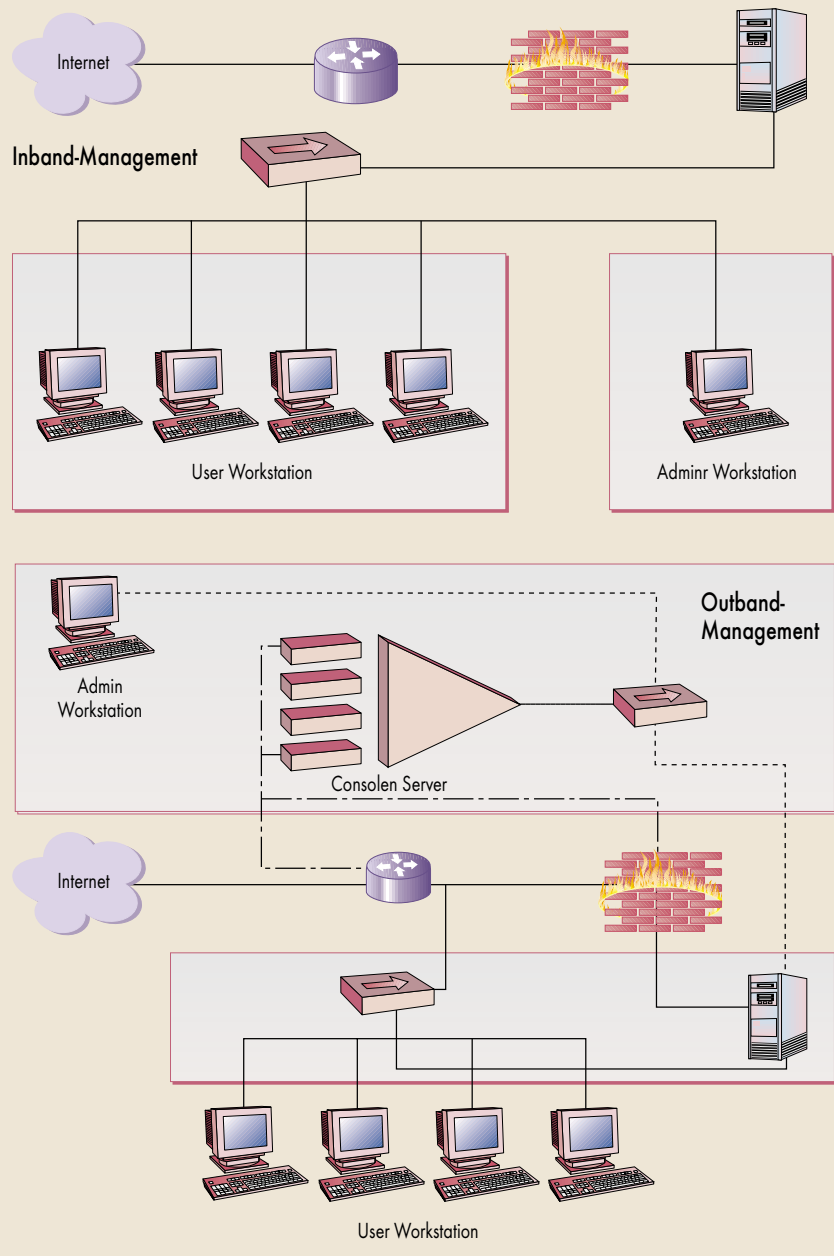 Internet
Inband-Management
User Workstation
Adminr Workstation
Outband-
Management
Admin
Workstation
Consolen Server
Internet
User Workstation